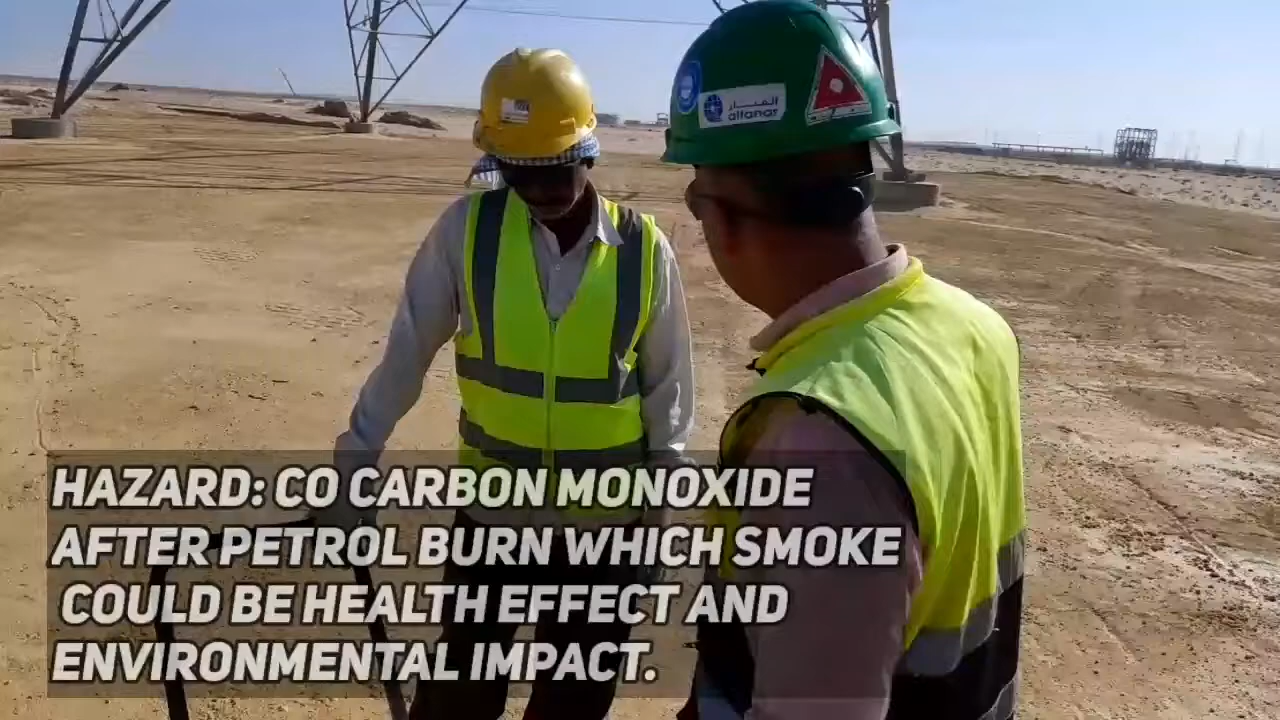 المنار
alfanar
HAZARD: CO CARBON MONOXIDE
AFTER PETROL BURN WHICH SMOKE
COULD BE HEALTH EFFECT AND
ENVIRONMENTAL IMPACT.